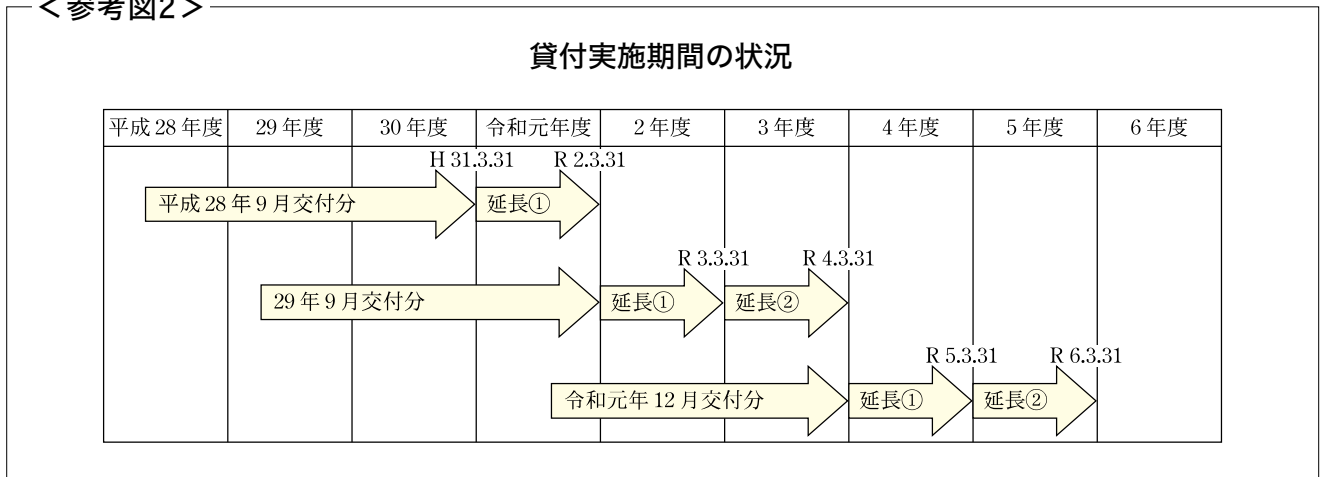 ＜参考図2＞
貸付実施期間の状況
平成28年度 29年度 30年度 令和元年度 2年度 3年度 4年度 5年度 6年度
H 31.3.31 R 2.3.31
平成28年9月交付分 延長①
R 3.3.31 R 4.3.31
29年9月交付分 延長① 延長②
R 5.3.31 R 6.3.31
令和元年12月交付分 延長① 延長②